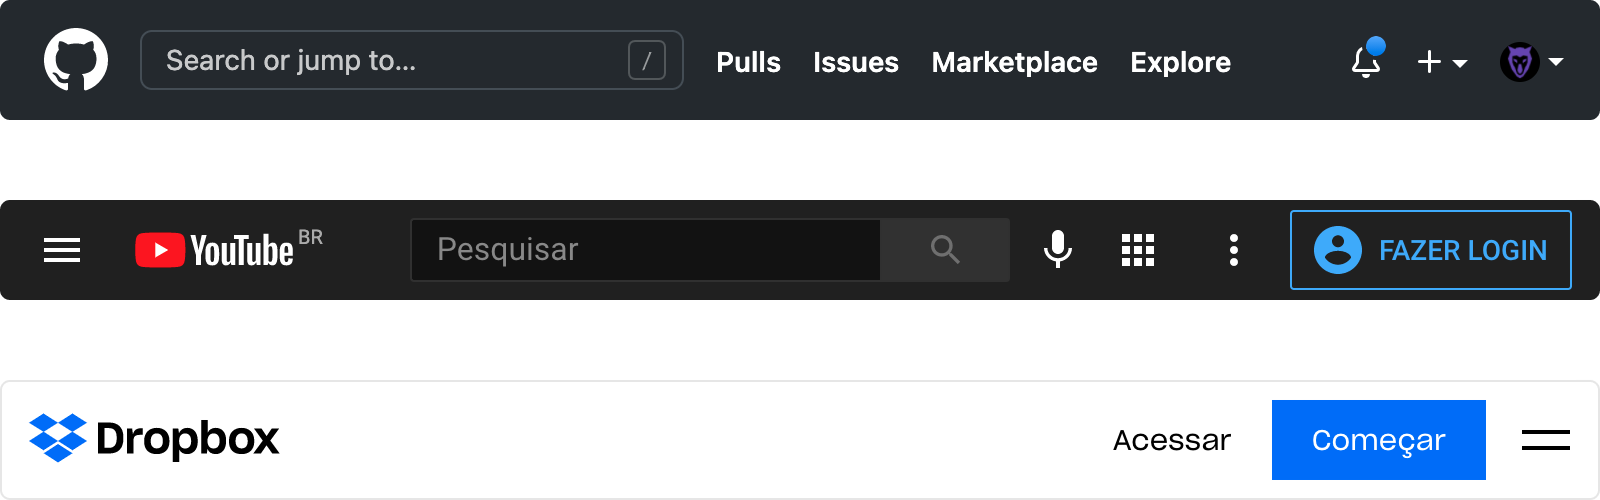 Search or jump to... / Pulls Issues Marketplace Explore
YouTube BR Pesquisar FAZER LOGIN
Dropbox Acessar Começar